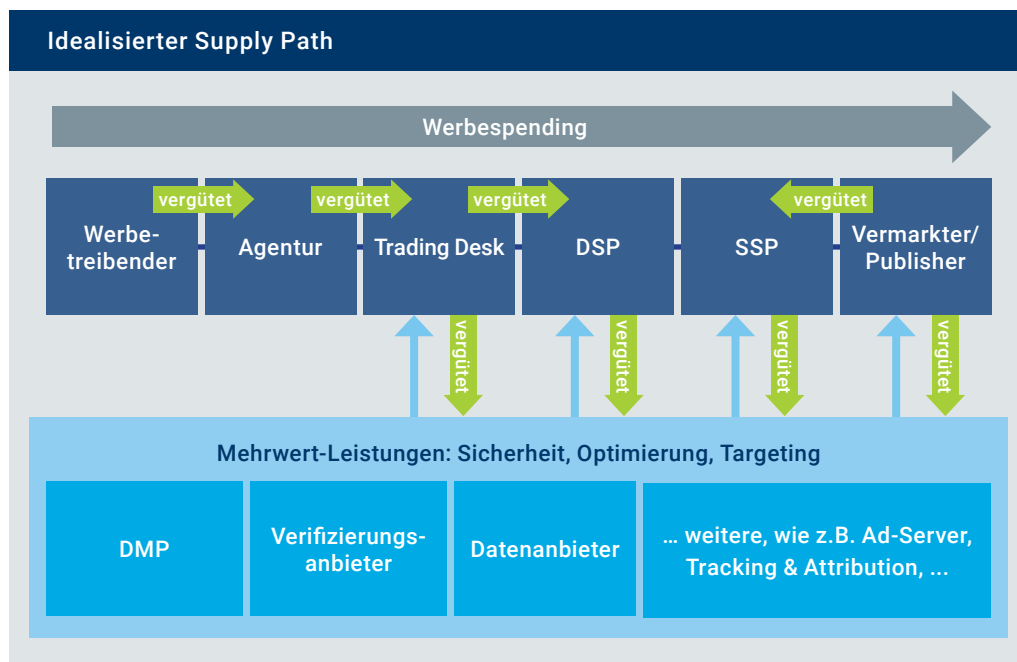 Idealisierter Supply Path
Werbespending
vergütet
vergütet
vergütet
vergütet
Werbe-
treibender
Agentur
Trading Desk
DSP
SSP
Vermarkter/
Publisher
vergütet
vergütet
vergütet
vergütet
Mehrwert-Leistungen: Sicherheit, Optimierung, Targeting
DMP
Verifizierungs-
anbieter
Datenanbieter
... weitere, wie z.B. Ad-Server,
Tracking & Attribution, ...